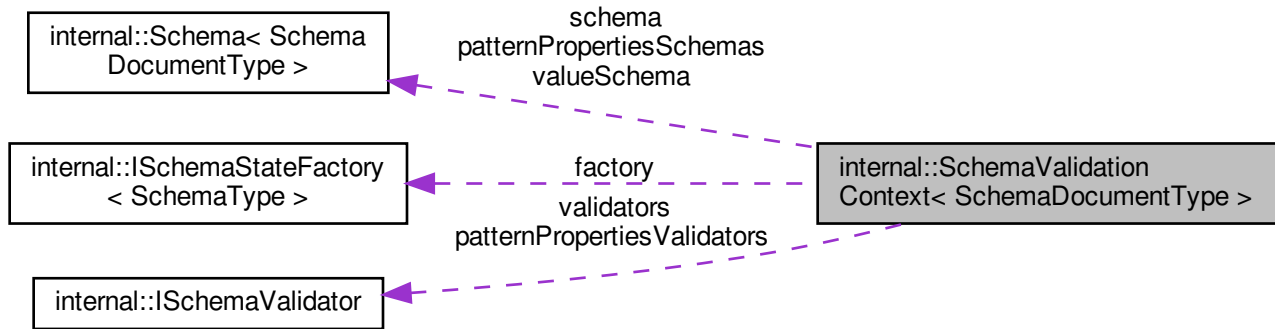 internal::Schema< Schema
DocumentType >
schema
patternPropertiesSchemas
valueSchema
internal::ISchemaStateFactory
< SchemaType >
factory
internal::SchemaValidation
Context< SchemaDocumentType >
validators
patternPropertiesValidators
internal::ISchemaValidator